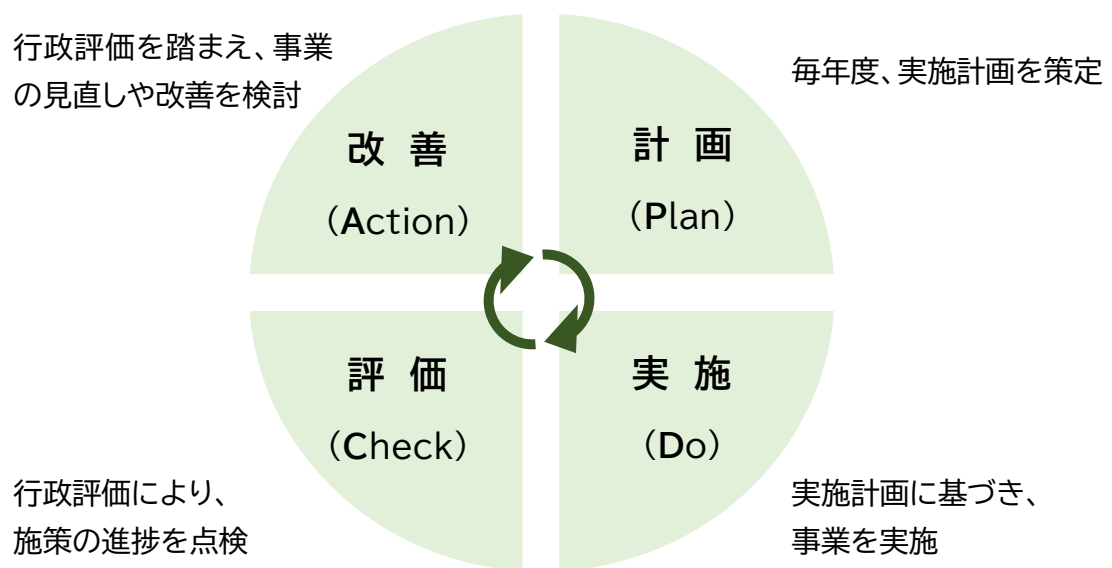 行政評価を踏まえ、事業
の見直しや改善を検討
毎年度、実施計画を策定
改 善
（Action）
計 画
（Plan）
評 価
（Check）
実 施
（Do）
行政評価により、
施策の進捗を点検
実施計画に基づき、
事業を実施